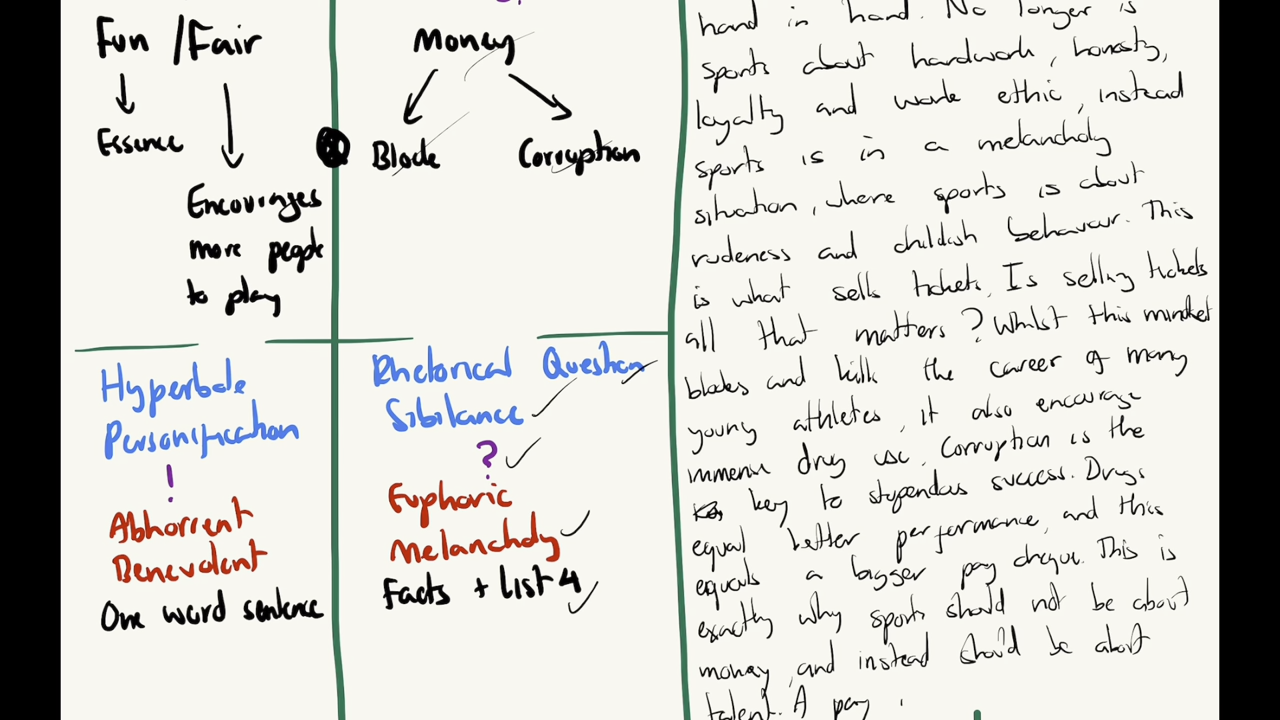 Fun / Fair
Essence
Encourages
more people
to play
Money
Blade
Corruption
Hyperbole
Personification
!
Abhorrent
Benevolent
One word sentence
Rhetorical Question
Sibilance
?
Euphoric
Melancholy
Facts + list 4
hand in hand. No longer is
sports about hardwork, honesty,
loyalty and work ethic, instead
sports is in a melancholy
situation, where sports is about
rudeness and childish behaviour. This
is what sells tickets. Is selling tickets
all that matters? Whilst this mindset
blades and kills the career of many
young athletes, it also encourage
immense drug use. Corruption is the
key to stupendous success. Drugs
equal better performance, and this
equals a bigger pay cheque. This is
exactly why sports should not be about
money, and instead should be about
talent. A pay